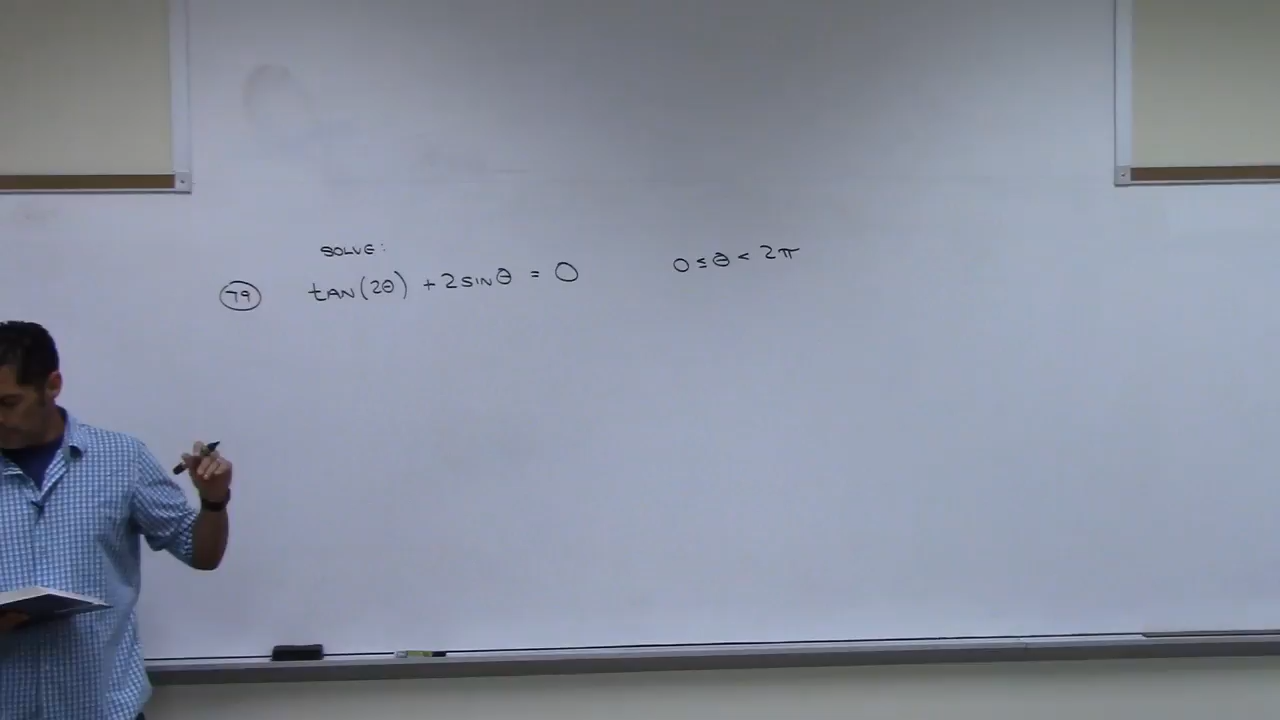 SOLVE:
79 tAN(2θ) + 2SINθ = 0 0 ≤ θ < 2π